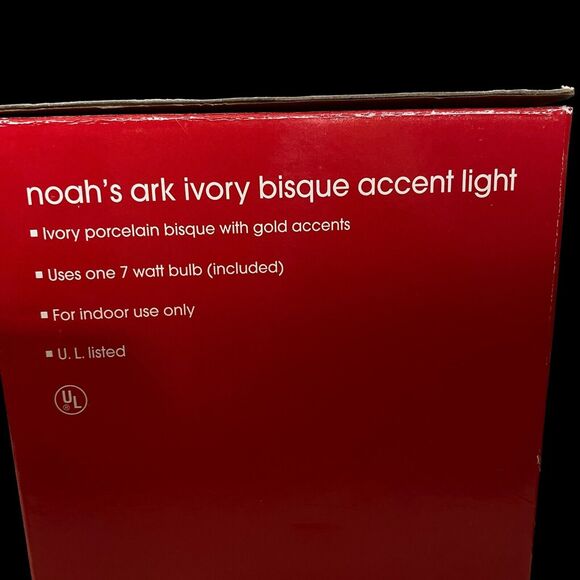 noah's ark ivory bisque accent light
▪ Ivory porcelain bisque with gold accents
▪ Uses one 7 watt bulb (included)
▪ For indoor use only
▪ U. L. listed
UL ®